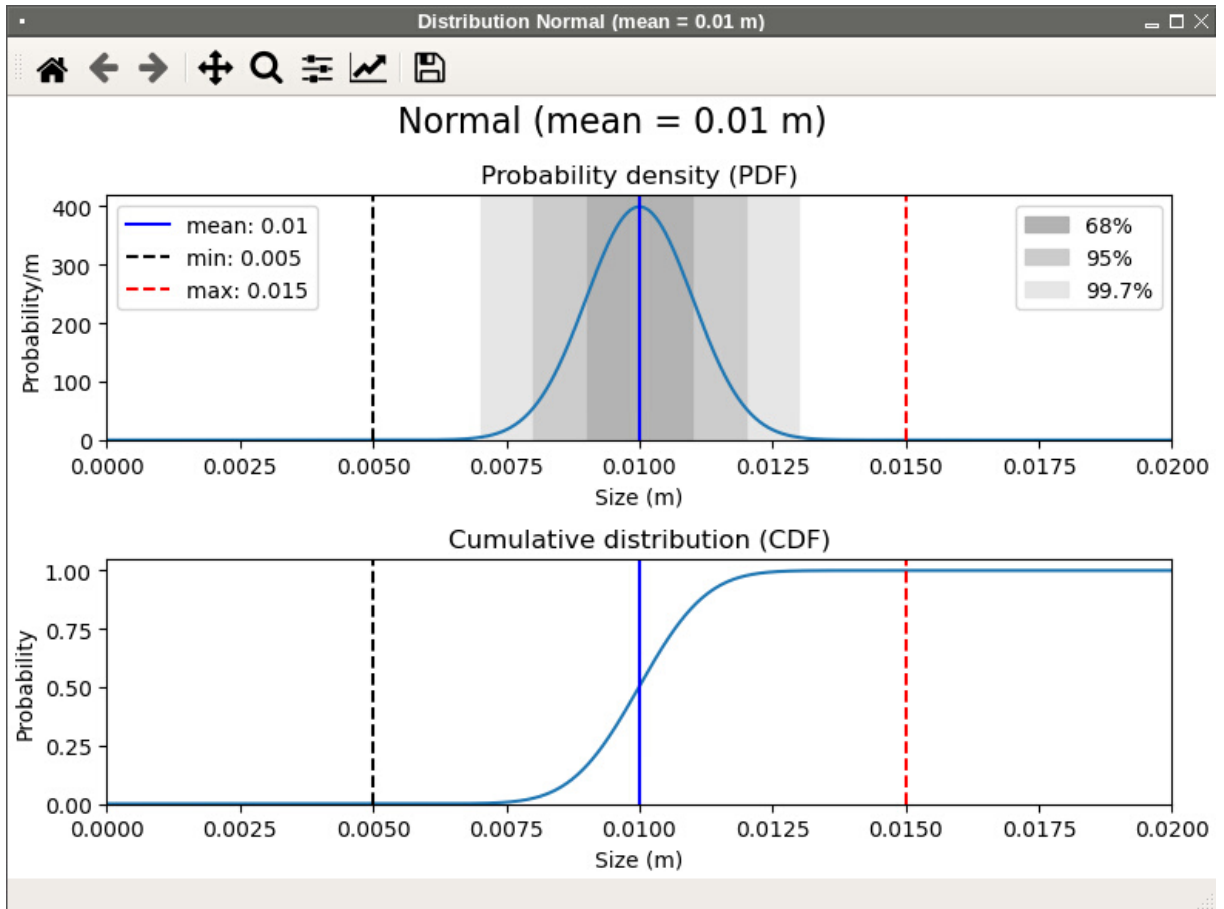 Distribution Normal (mean = 0.01 m)
Normal (mean = 0.01 m)
Probability density (PDF)
mean: 0.01
min: 0.005
max: 0.015
68%
95%
99.7%
Probability/m
400
300
200
100
0
0.0000 0.0025 0.0050 0.0075 0.0100 0.0125 0.0150 0.0175 0.0200
Size (m)
Cumulative distribution (CDF)
Probability
1.00
0.75
0.50
0.25
0.00
0.0000 0.0025 0.0050 0.0075 0.0100 0.0125 0.0150 0.0175 0.0200
Size (m)